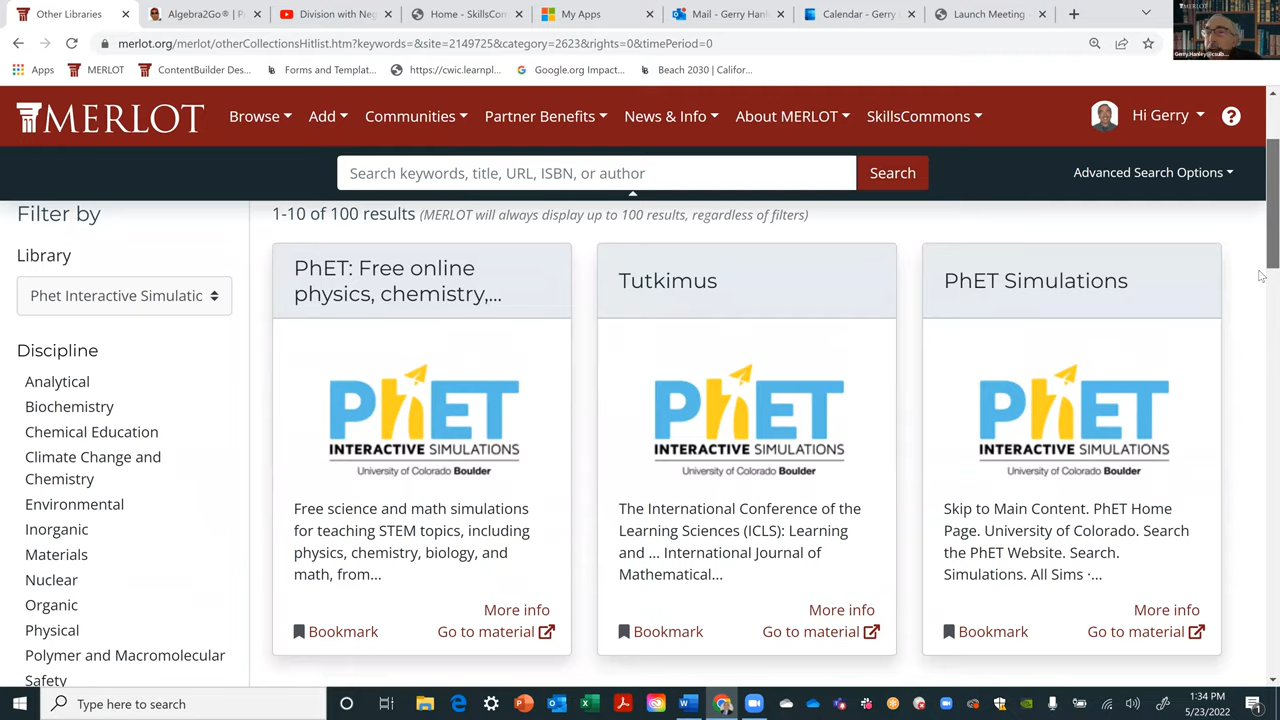 Other Libraries
Algebra2Go® | P
Division with Neg
Home - SkillsCom
My Apps
Mail - Gerry Hanl
Calendar - Gerry L
Launch Meeting -
merlot.org/merlot/otherCollectionsHitlist.htm?keywords=&site=2149725&category=2623&rights=0&timePeriod=0
MERLOT
Gerry.Hanley@csulb...
Apps
MERLOT
ContentBuilder Des...
Forms and Templat...
https://cwic.learnpl...
Google.org Impact...
Beach 2030 | Califor...
MERLOT
Browse
Add
Communities
Partner Benefits
News & Info
About MERLOT
SkillsCommons
Hi Gerry
?
Search keywords, title, URL, ISBN, or author
Search
Advanced Search Options
Filter by
Library
Phet Interactive Simulatic
Discipline
Analytical
Biochemistry
Chemical Education
Climate Change and
Chemistry
Environmental
Inorganic
Materials
Nuclear
Organic
Physical
Polymer and Macromolecular
Safety
1-10 of 100 results (MERLOT will always display up to 100 results, regardless of filters)
PhET: Free online
physics, chemistry,...
PhET
INTERACTIVE SIMULATIONS
University of Colorado Boulder
Free science and math simulations
for teaching STEM topics, including
physics, chemistry, biology, and
math, from...
More info
Bookmark
Go to material
Tutkimus
PhET
INTERACTIVE SIMULATIONS
University of Colorado Boulder
The International Conference of the
Learning Sciences (ICLS): Learning
and ... International Journal of
Mathematical...
More info
Bookmark
Go to material
PhET Simulations
PhET
INTERACTIVE SIMULATIONS
University of Colorado Boulder
Skip to Main Content. PhET Home
Page. University of Colorado. Search
the PhET Website. Search.
Simulations. All Sims ·...
More info
Bookmark
Go to material
Type here to search
1:34 PM
5/23/2022